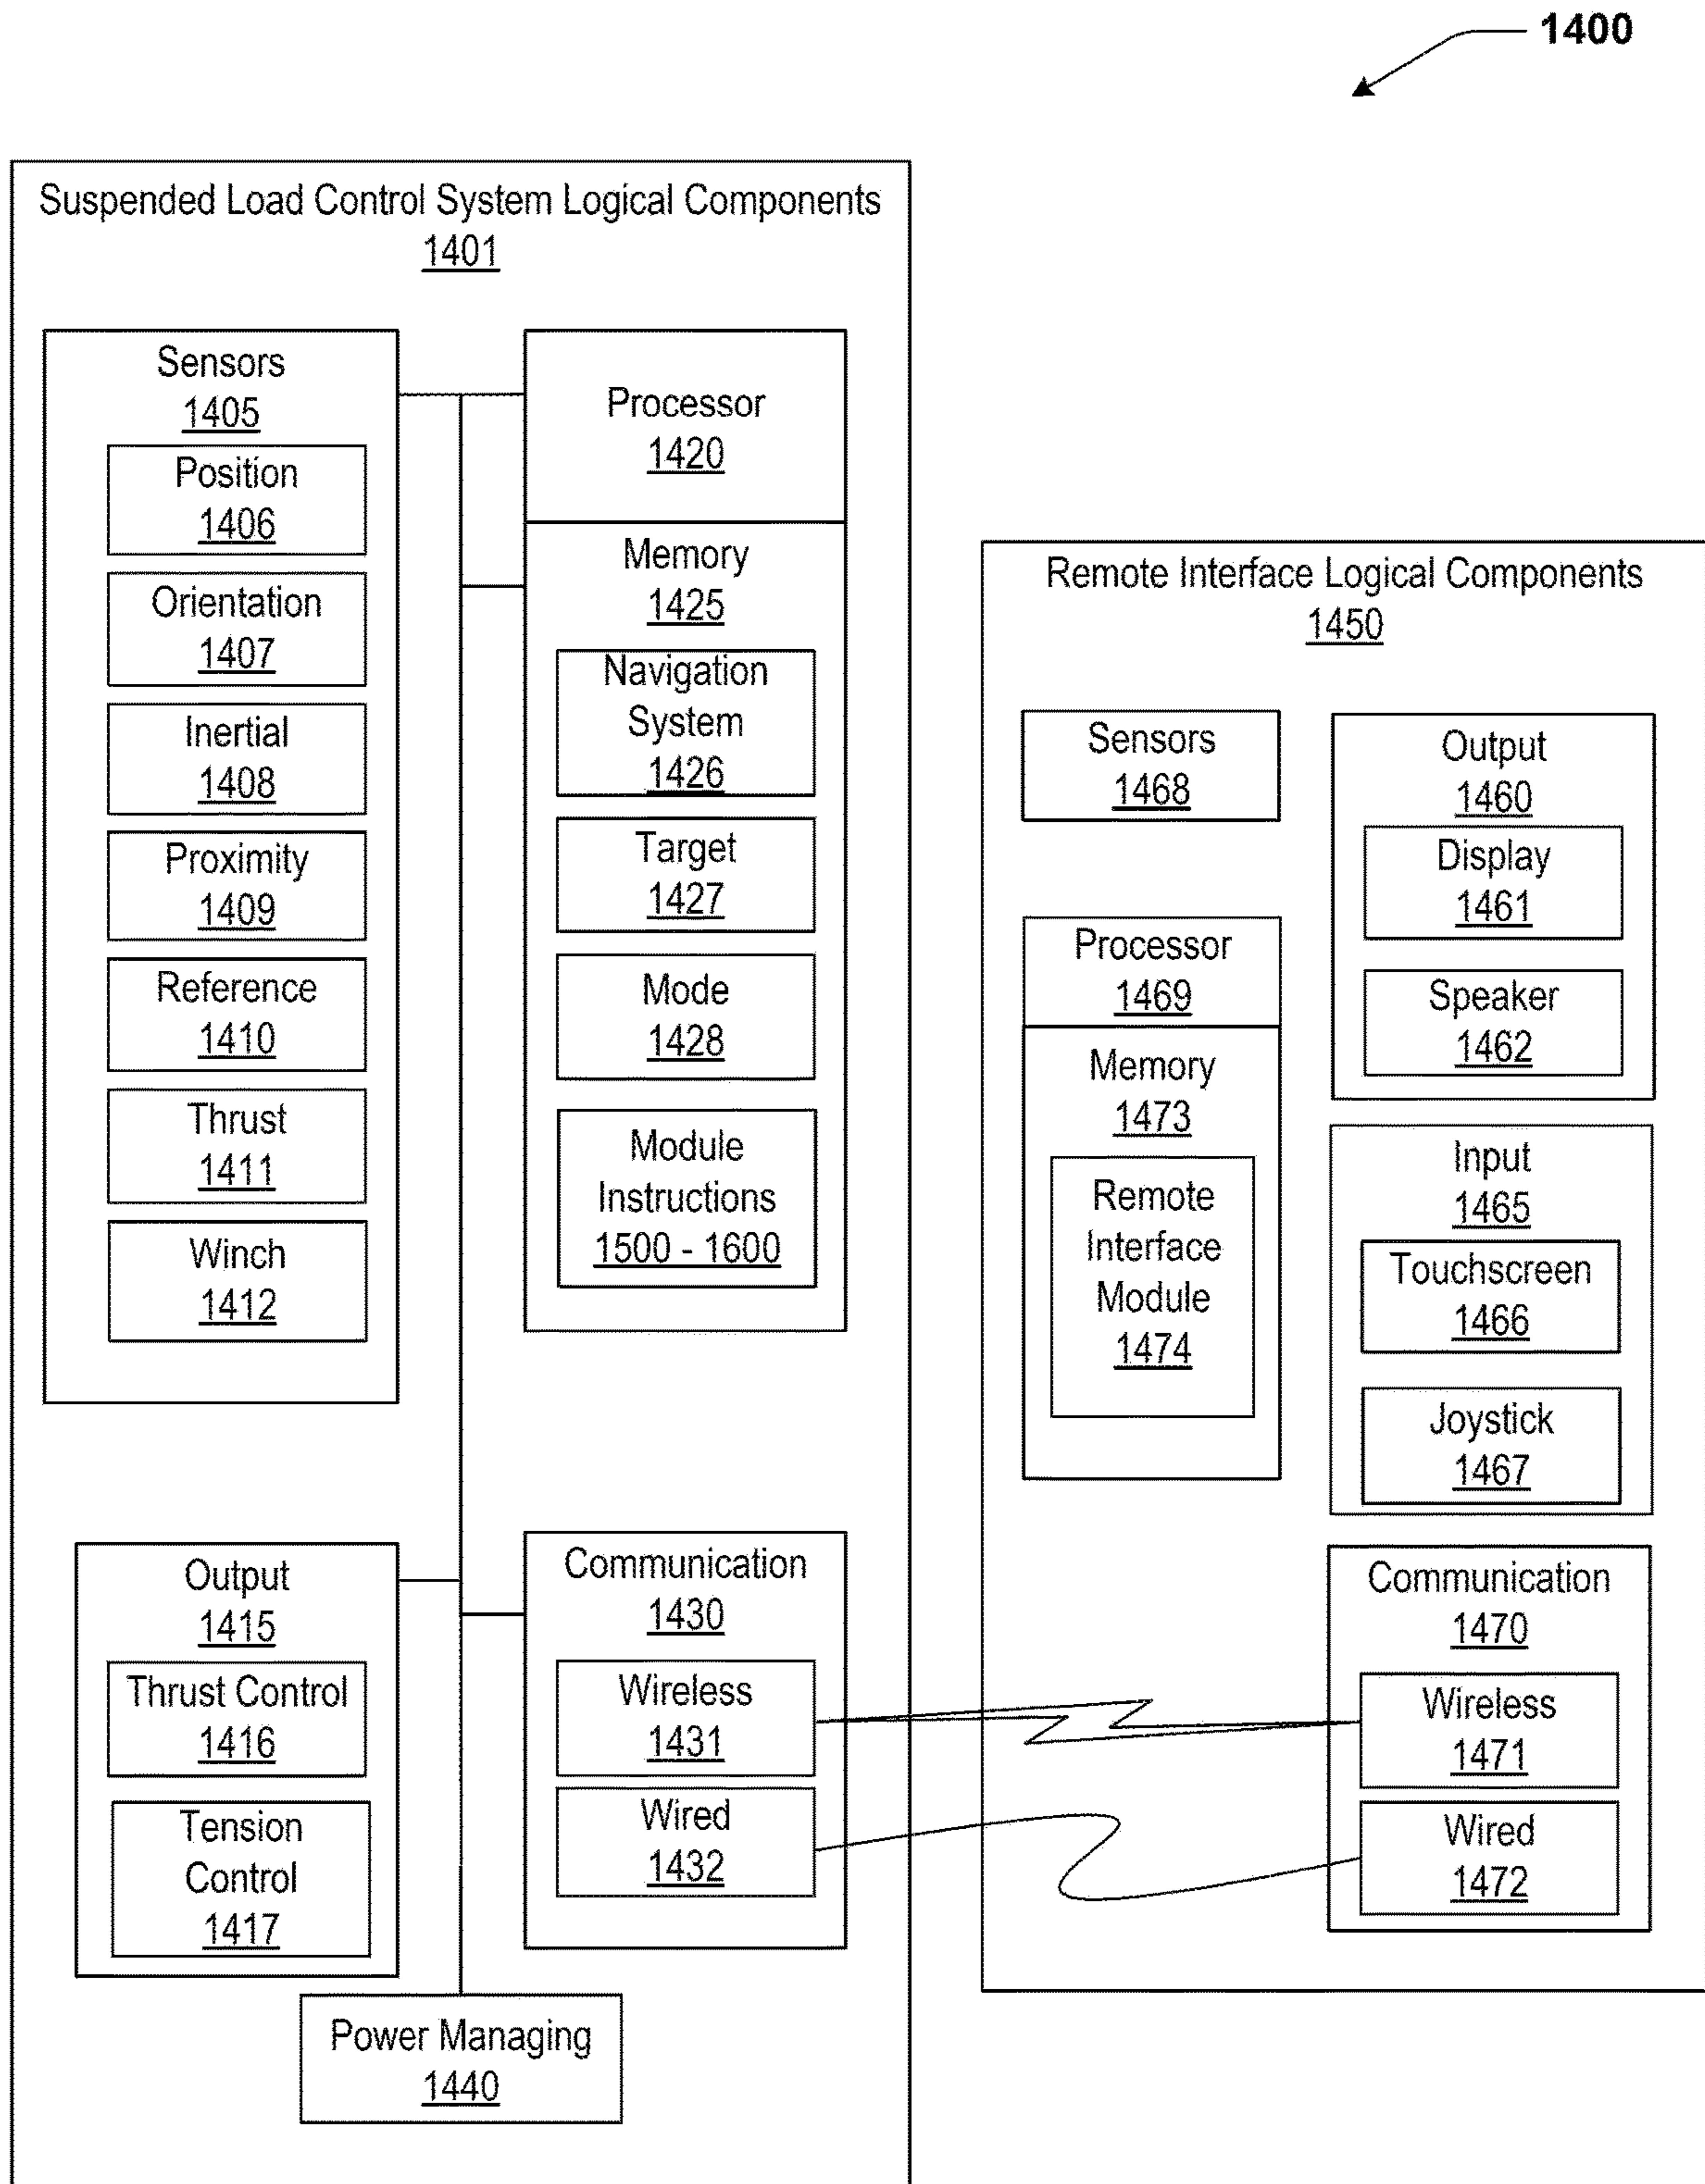 1400
Suspended Load Control System Logical Components
1401
Sensors
1405
Position
1406
Orientation
1407
Inertial
1408
Proximity
1409
Reference
1410
Thrust
1411
Winch
1412
Processor
1420
Memory
1425
Navigation
System
1426
Target
1427
Mode
1428
Module
Instructions
1500 - 1600
Output
1415
Thrust Control
1416
Tension
Control
1417
Communication
1430
Wireless
1431
Wired
1432
Power Managing
1440
Remote Interface Logical Components
1450
Sensors
1468
Processor
1469
Memory
1473
Remote
Interface
Module
1474
Output
1460
Display
1461
Speaker
1462
Input
1465
Touchscreen
1466
Joystick
1467
Communication
1470
Wireless
1471
Wired
1472